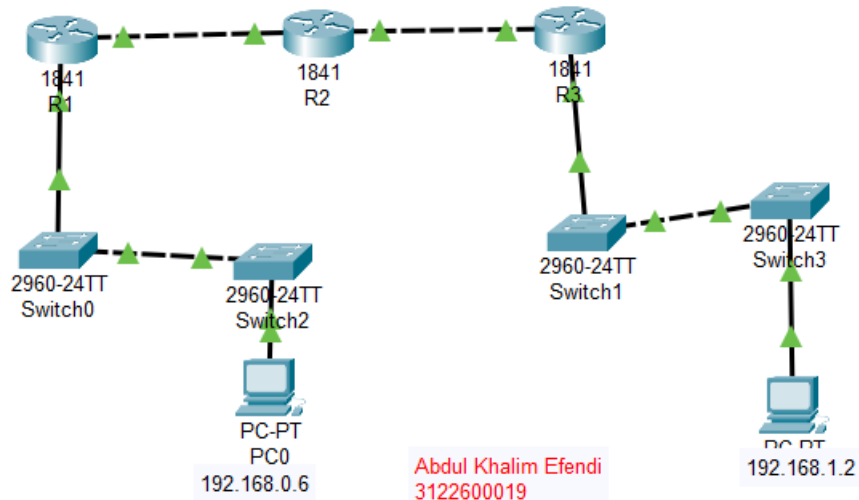 1841
R1
1841
R2
1841
R3
2960-24TT
Switch0
2960-24TT
Switch2
2960-24TT
Switch1
2960-24TT
Switch3
PC-PT
PC0
192.168.0.6
PC-PT
192.168.1.2
Abdul Khalim Efendi
3122600019